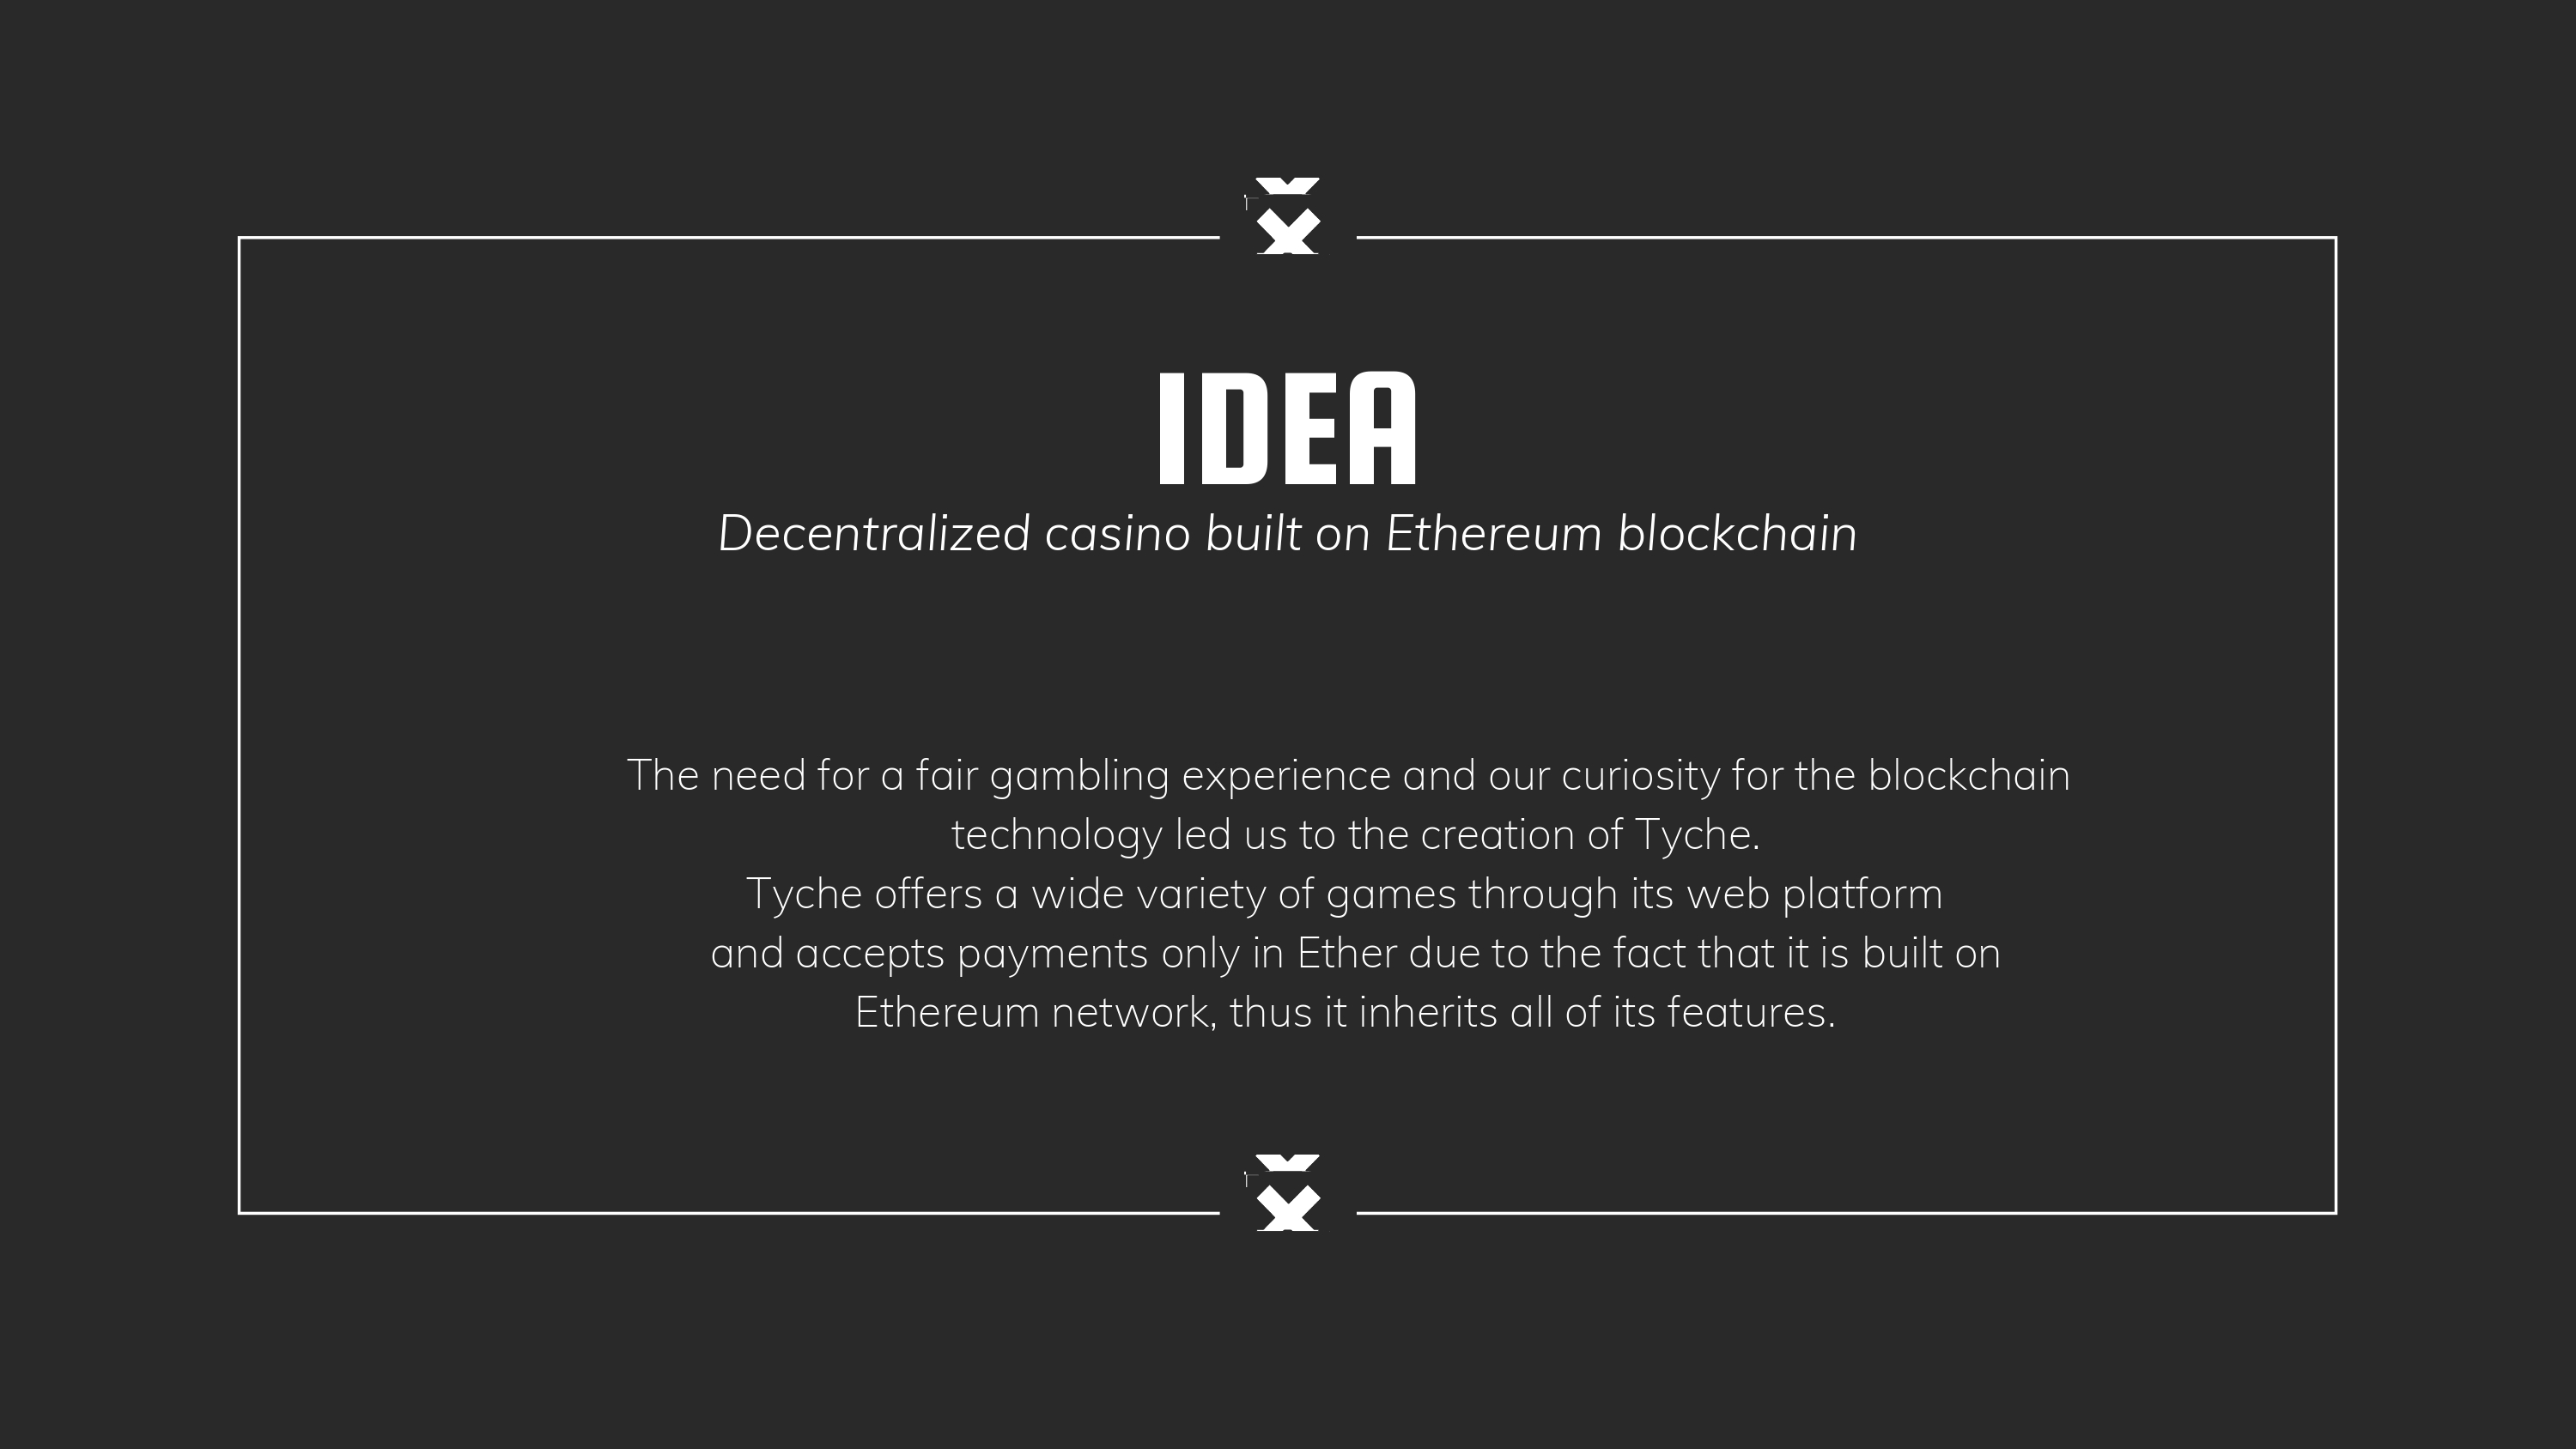 IDEA
Decentralized casino built on Ethereum blockchain
The need for a fair gambling experience and our curiosity for the blockchain
technology led us to the creation of Tyche.
Tyche offers a wide variety of games through its web platform
and accepts payments only in Ether due to the fact that it is built on
Ethereum network, thus it inherits all of its features.